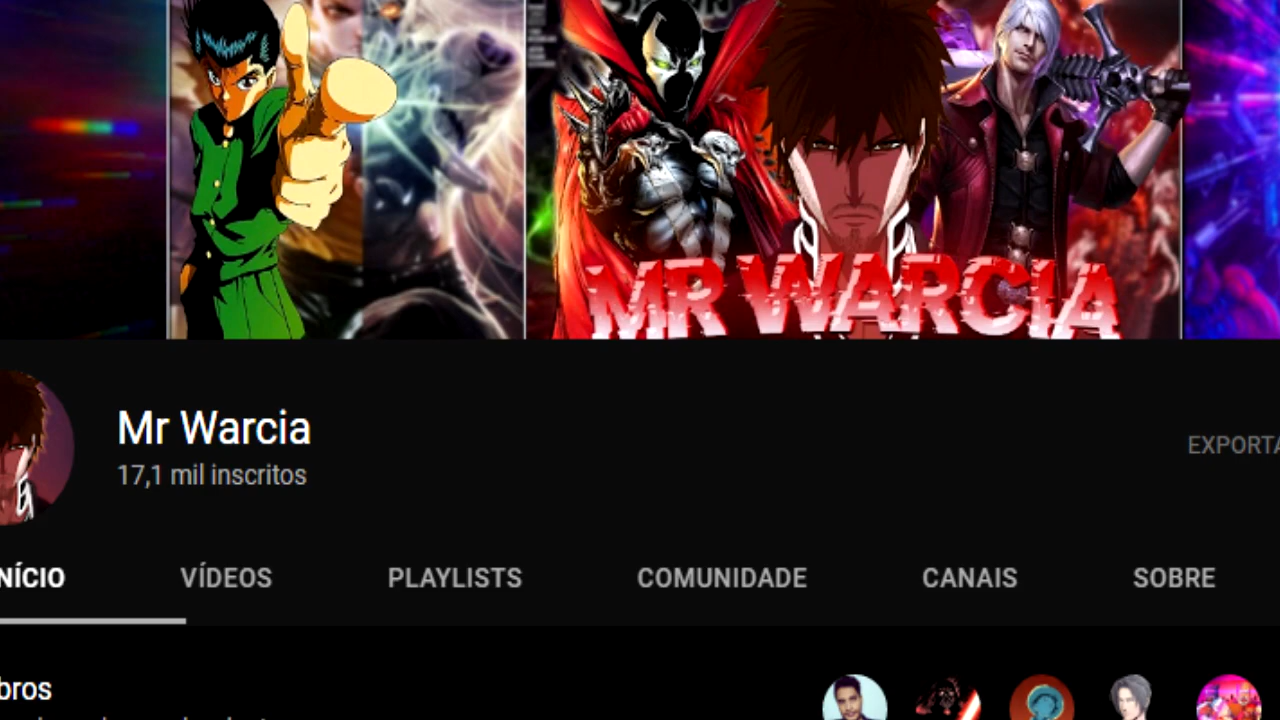 MR WARCIA
Mr Warcia
17,1 mil inscritos
EXPORTA
NÍCIO VÍDEOS PLAYLISTS COMUNIDADE CANAIS SOBRE
bros